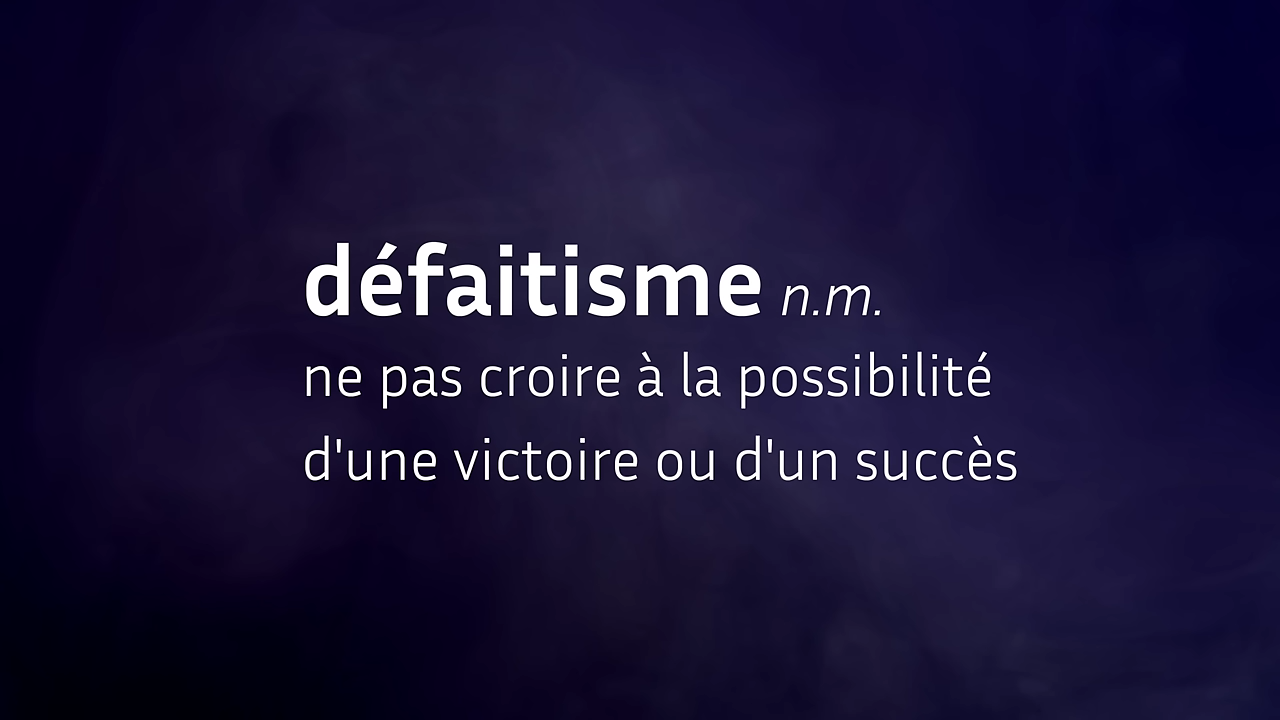 défaitisme n.m.
ne pas croire à la possibilité
d'une victoire ou d'un succès